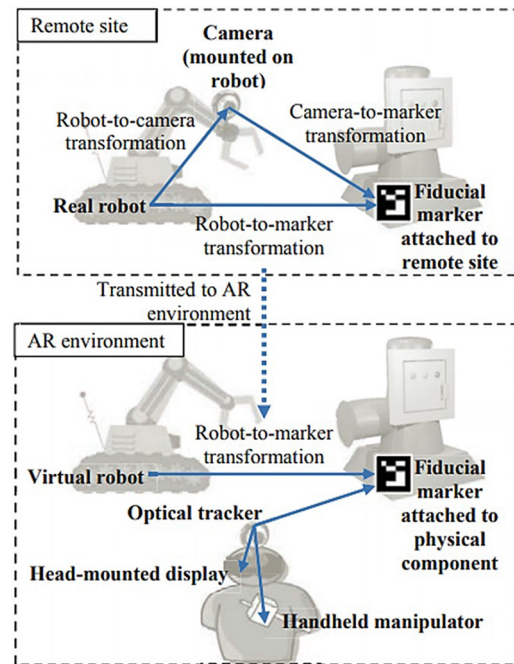 Remote site
Camera
(mounted on
robot)
Robot-to-camera
transformation
Camera-to-marker
transformation
Real robot
Robot-to-marker
transformation
Fiducial
marker
attached to
remote site
Transmitted to AR
environment
AR environment
Robot-to-marker
transformation
Virtual robot
Fiducial
marker
attached to
physical
component
Optical tracker
Head-mounted display
Handheld manipulator